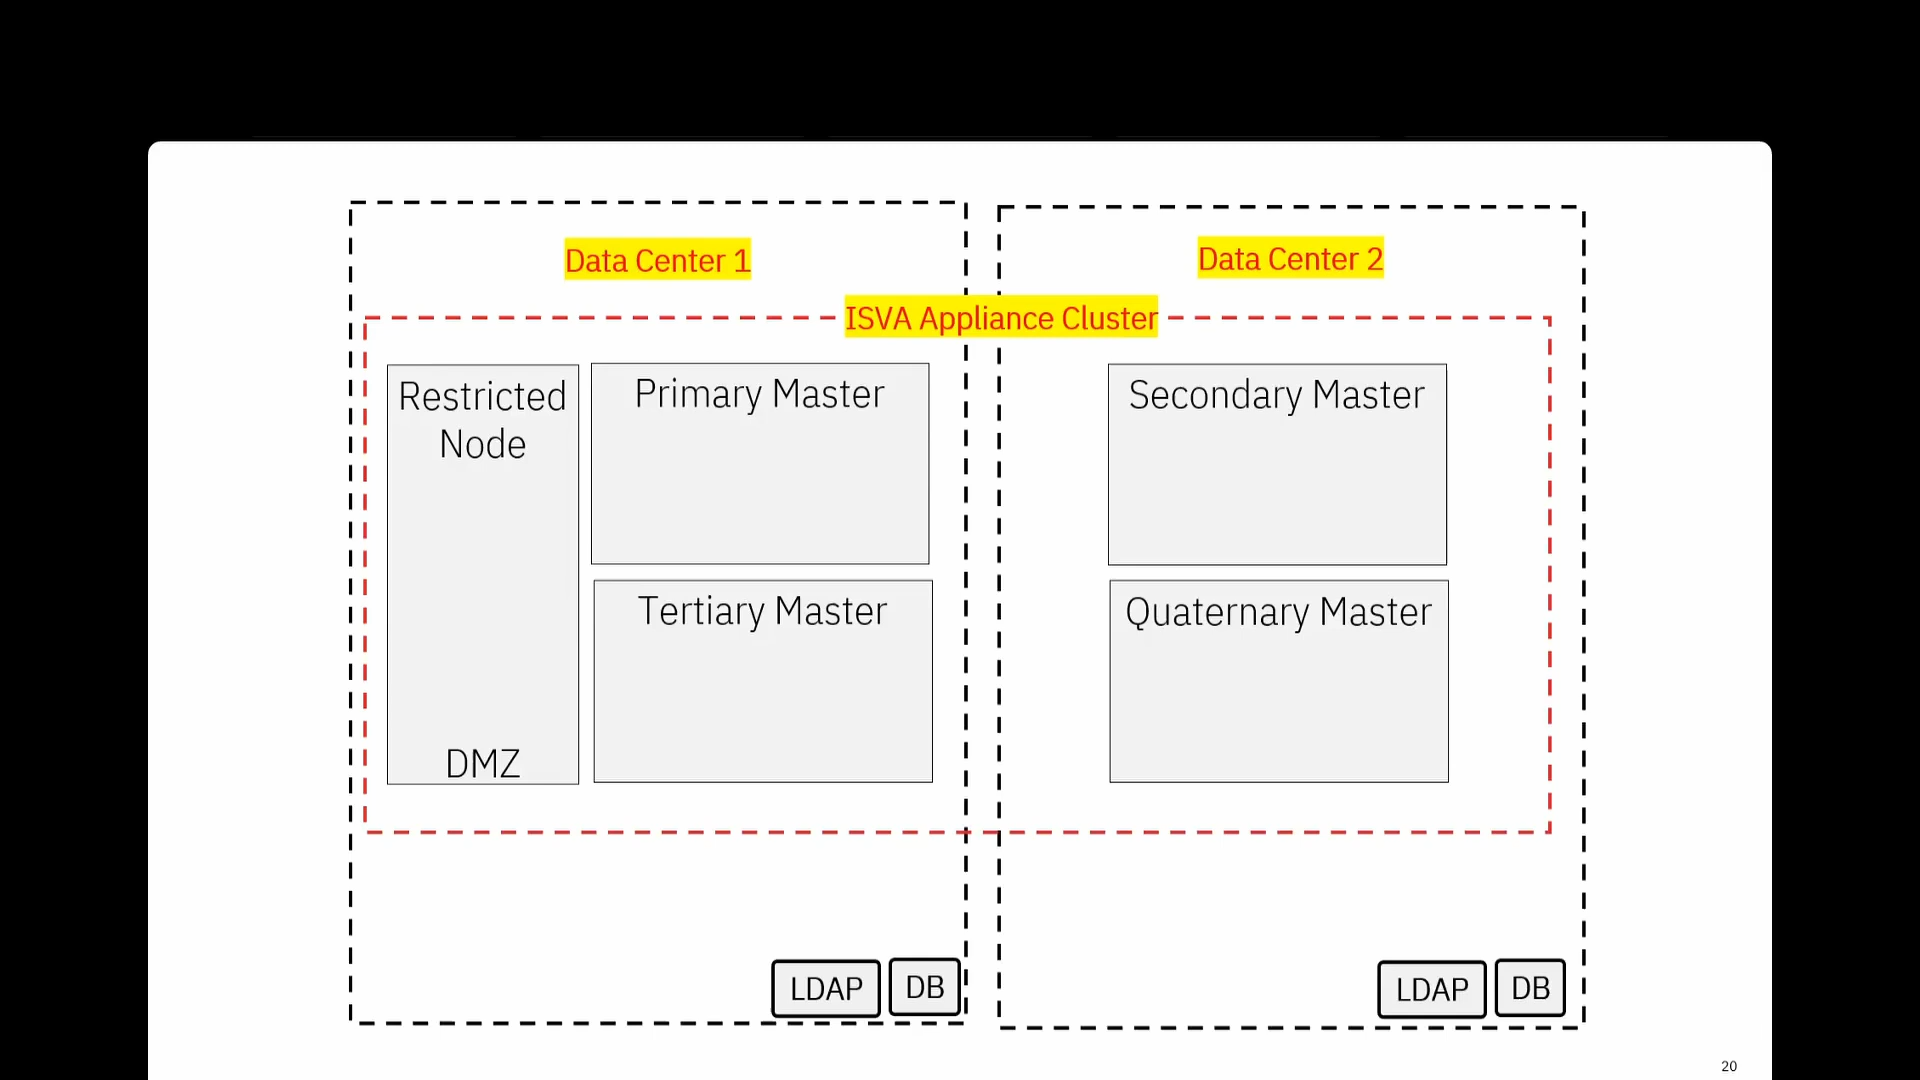 Data Center 1
Data Center 2
ISVA Appliance Cluster
Restricted
Node
DMZ
Primary Master
Tertiary Master
Secondary Master
Quaternary Master
LDAP
DB
LDAP
DB
20